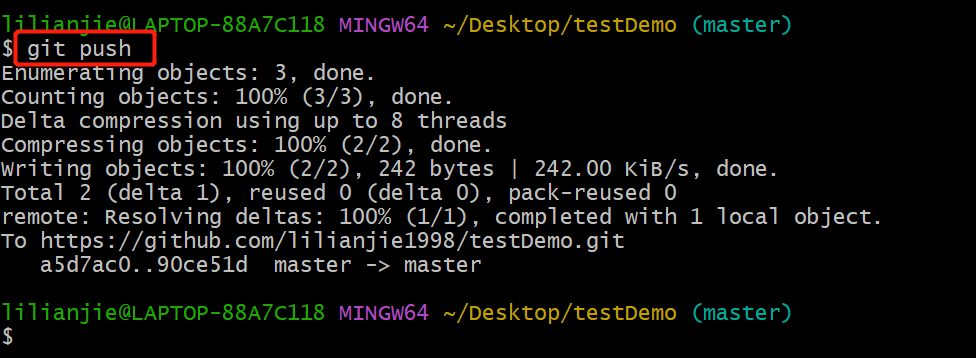 lilianjie@LAPTOP-88A7C118 MINGW64 ~/Desktop/testDemo (master)
$ git push
Enumerating objects: 3, done.
Counting objects: 100% (3/3), done.
Delta compression using up to 8 threads
Compressing objects: 100% (2/2), done.
Writing objects: 100% (2/2), 242 bytes | 242.00 KiB/s, done.
Total 2 (delta 1), reused 0 (delta 0), pack-reused 0
remote: Resolving deltas: 100% (1/1), completed with 1 local object.
To https://github.com/lilianjie1998/testDemo.git
   a5d7ac0..90ce51d  master -> master
lilianjie@LAPTOP-88A7C118 MINGW64 ~/Desktop/testDemo (master)
$